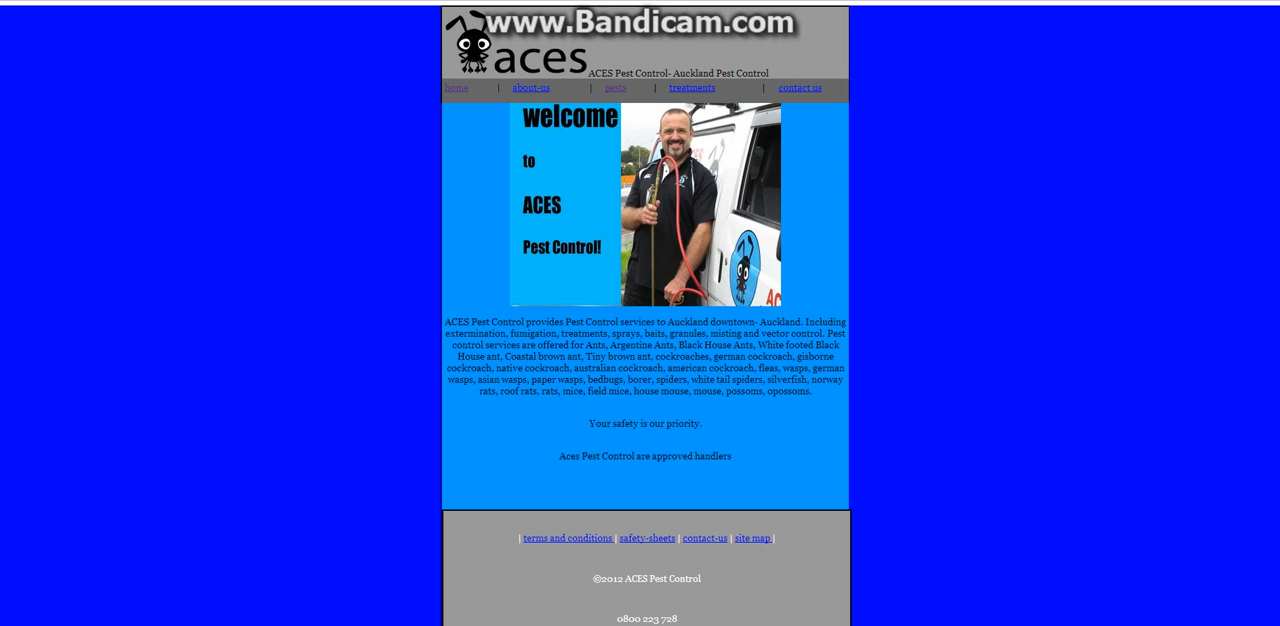 www.Bandicam.com
aces
ACES Pest Control- Auckland Pest Control
home | about-us | pests | treatments | contact us
welcome
to
ACES
Pest Control!
ACES Pest Control provides Pest Control services to Auckland downtown- Auckland. Including
extermination, fumigation, treatments, sprays, baits, granules, misting and vector control. Pest
control services are offered for Ants, Argentine Ants, Black House Ants, White footed Black
House ant, Coastal brown ant, Tiny brown ant, cockroaches, german cockroach, gisborne
cockroach, native cockroach, australian cockroach, american cockroach, fleas, wasps, german
wasps, asian wasps, paper wasps, bedbugs, borer, spiders, white tail spiders, silverfish, norway
rats, roof rats, rats, mice, field mice, house mouse, mouse, possoms, opossoms.
Your safety is our priority.
Aces Pest Control are approved handlers
| terms and conditions | safety-sheets | contact-us | site map |
©2012 ACES Pest Control
0800 223 728